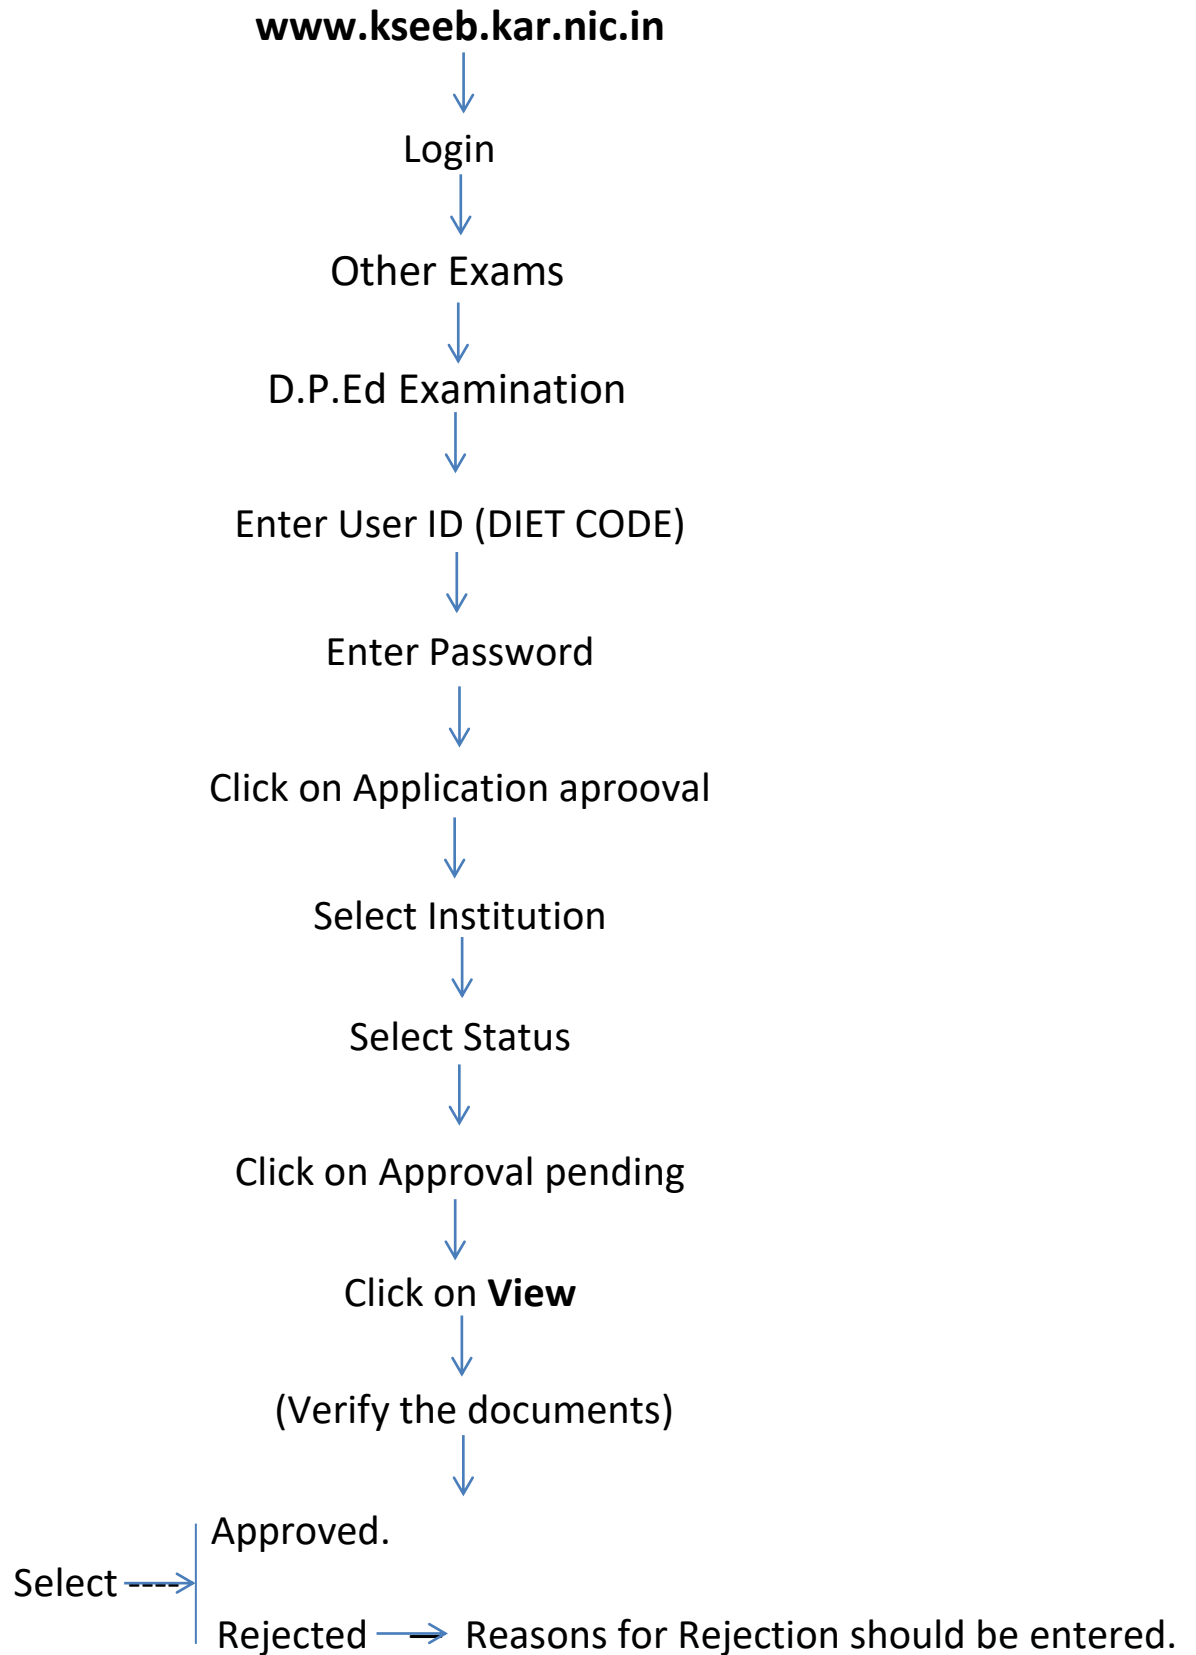 www.kseeb.kar.nic.in
Login
Other Exams
D.P.Ed Examination
Enter User ID (DIET CODE)
Enter Password
Click on Application aprooval
Select Institution
Select Status
Click on Approval pending
Click on View
(Verify the documents)
Approved.
Select ----
Rejected — Reasons for Rejection should be entered.